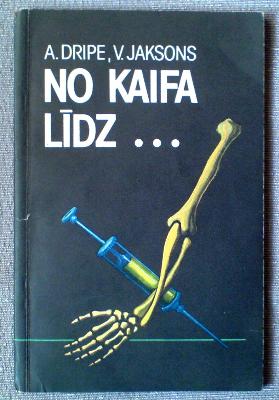 A. DRIPE, V. JAKSONS
NO KAIFA
LĪDZ ...